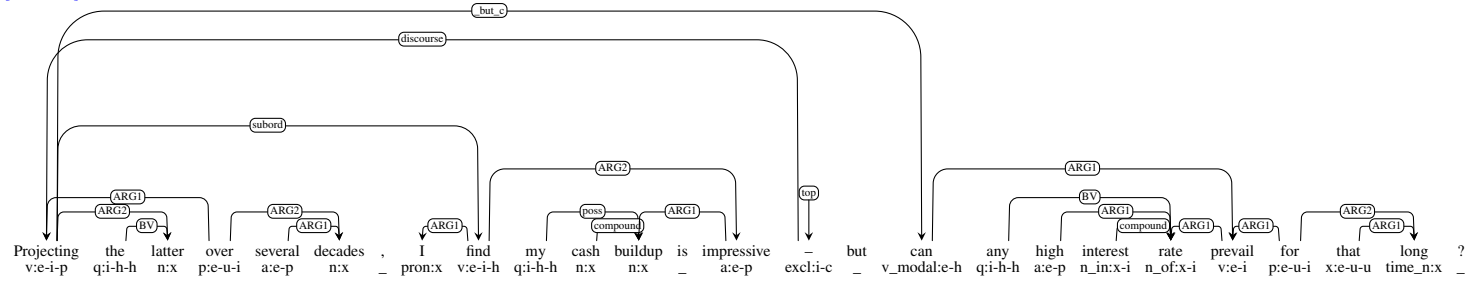 _but_c
discourse
subord
ARG2 ARG1
top
ARG1 BV
ARG2 ARG2 poss ARG1 ARG1 ARG2
BV ARG1 ARG1 compound compound ARG1 ARG1 ARG1
Projecting the latter over several decades , I find my cash buildup is impressive – but can any high interest rate prevail for that long ?
v:e-i-p q:i-h-h n:x p:e-u-i a:e-p n:x _ pron:x v:e-i-h q:i-h-h n:x n:x _ a:e-p excl:i-c _ v_modal:e-h q:i-h-h a:e-p n_in:x-i n_of:x-i v:e-i p:e-u-i x:e-u-u time_n:x _